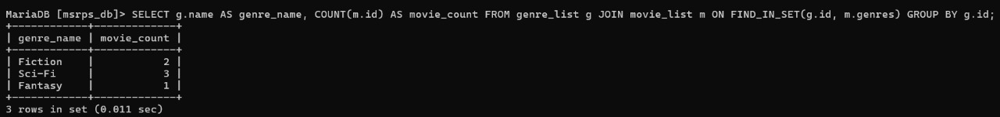 MariaDB [msrps_db]> SELECT g.name AS genre_name, COUNT(m.id) AS movie_count FROM genre_list g JOIN movie_list m ON FIND_IN_SET(g.id, m.genres) GROUP BY g.id;
+------------+-------------+
| genre_name | movie_count |
+------------+-------------+
| Fiction    |           2 |
| Sci-Fi     |           3 |
| Fantasy    |           1 |
+------------+-------------+
3 rows in set (0.011 sec)